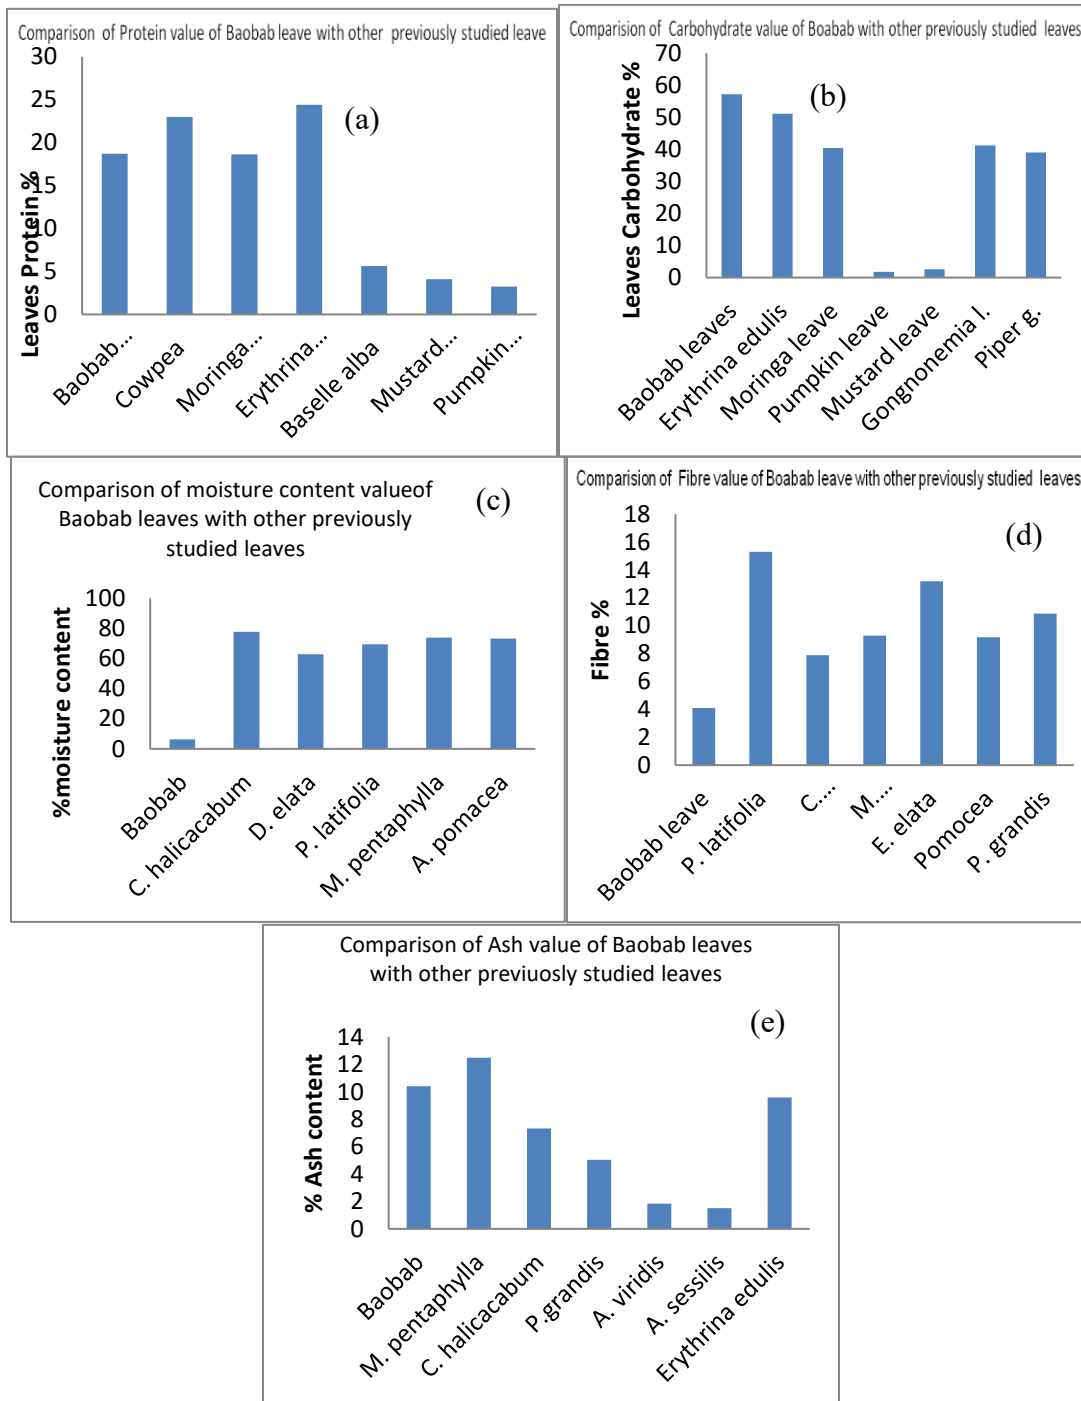 Comparision of Protein value of Baobab leave with other previously studied leave
(a)
Leaves Protein%
30
25
20
15
10
5
0
Baobab...
Cowpea
Moringa...
Erythrina...
Baselle alba
Mustard...
Pumpkin...
Comparision of Carbohydrate value of Boabab with other previously studied leaves
(b)
Leaves Carbohydrate %
70
60
50
40
30
20
10
0
Baobab leaves
Erythrina edulis
Moringa leave
Pumpkin leave
Mustard leave
Gongnonemia l.
Piper g.
Comparison of moisture content valueof
Baobab leaves with other previously
studied leaves
(c)
%moisture content
100
80
60
40
20
0
Baobab
C. halicacabum
D. elata
P. latifolia
M. pentaphylla
A. pomacea
Comparision of Fibre value of Boabab leave with other previously studied leaves
(d)
Fibre %
18
16
14
12
10
8
6
4
2
0
Baobab leave
P. latifolia
C....
M....
E. elata
Pomocea
P. grandis
Comparison of Ash value of Baobab leaves
with other previuosly studied leaves
(e)
% Ash content
14
12
10
8
6
4
2
0
Baobab
M. pentaphylla
C. halicacabum
P.grandis
A. viridis
A. sessilis
Erythrina edulis